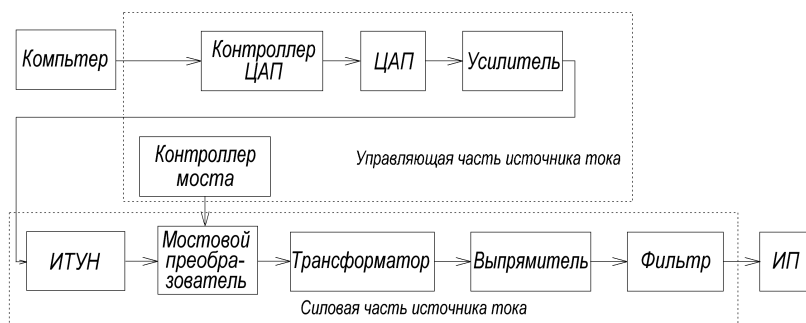 Компьтер
Контроллер
ЦАП
ЦАП
Усилитель
Контроллер
моста
Управляющая часть источника тока
ИТУН
Мостовой
преобра-
зователь
Трансформатор
Выпрямитель
Фильтр
ИП
Силовая часть источника тока